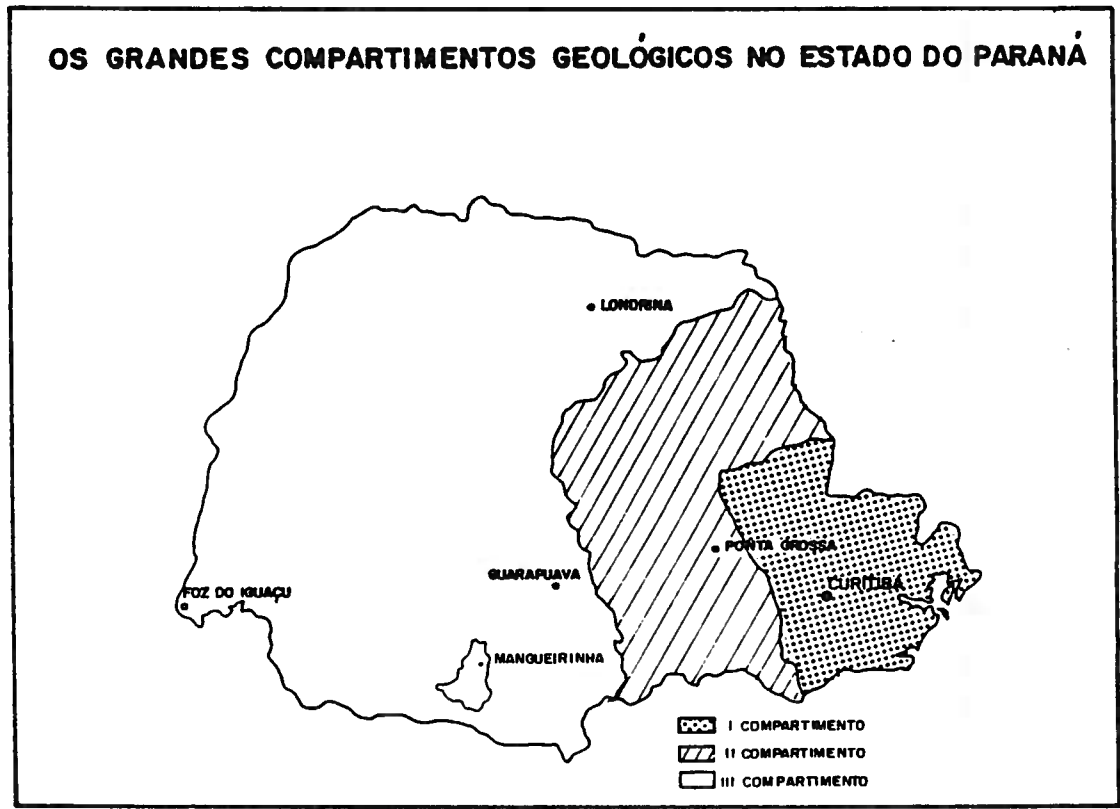 OS GRANDES COMPARTIMENTOS GEOLÓGICOS NO ESTADO DO PARANÁ
LONDRINA
PONTA GROSSA
GUARAPUAVA
CURITIBA
FOZ DO IGUAÇU
MANGUEIRINHA
I COMPARTIMENTO
II COMPARTIMENTO
III COMPARTIMENTO